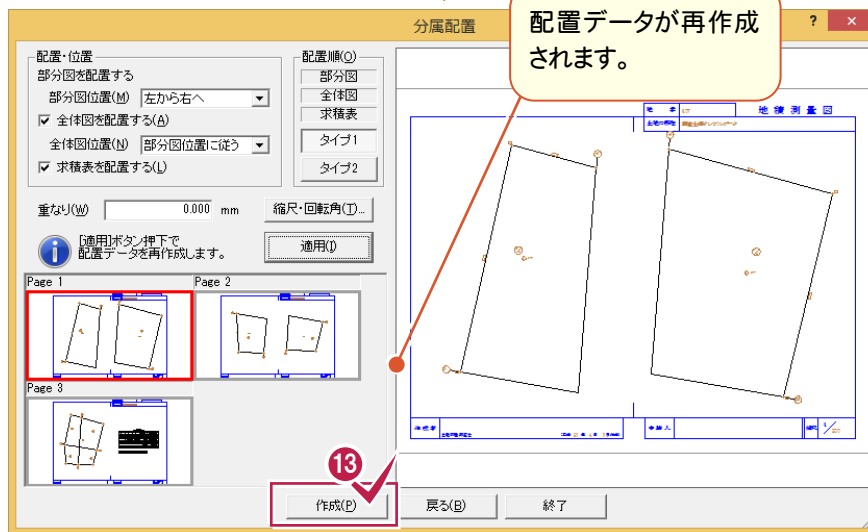 分属配置
? ×
配置データが再作成
されます。
配置・位置
部分図を配置する
部分図位置(M) 左から右へ
全体図を配置する(A)
全体図位置(N) 部分図位置に従う
求積表を配置する(L)
配置順(O)
部分図
全体図
求積表
タイプ1
タイプ2
重なり(W) 0.000 mm 縮尺・回転角(T)...
[適用]ボタン押下で
配置データを再作成します。
適用(I)
Page 1 Page 2
Page 3
地積測量図
13
作成(P) 戻る(B) 終了